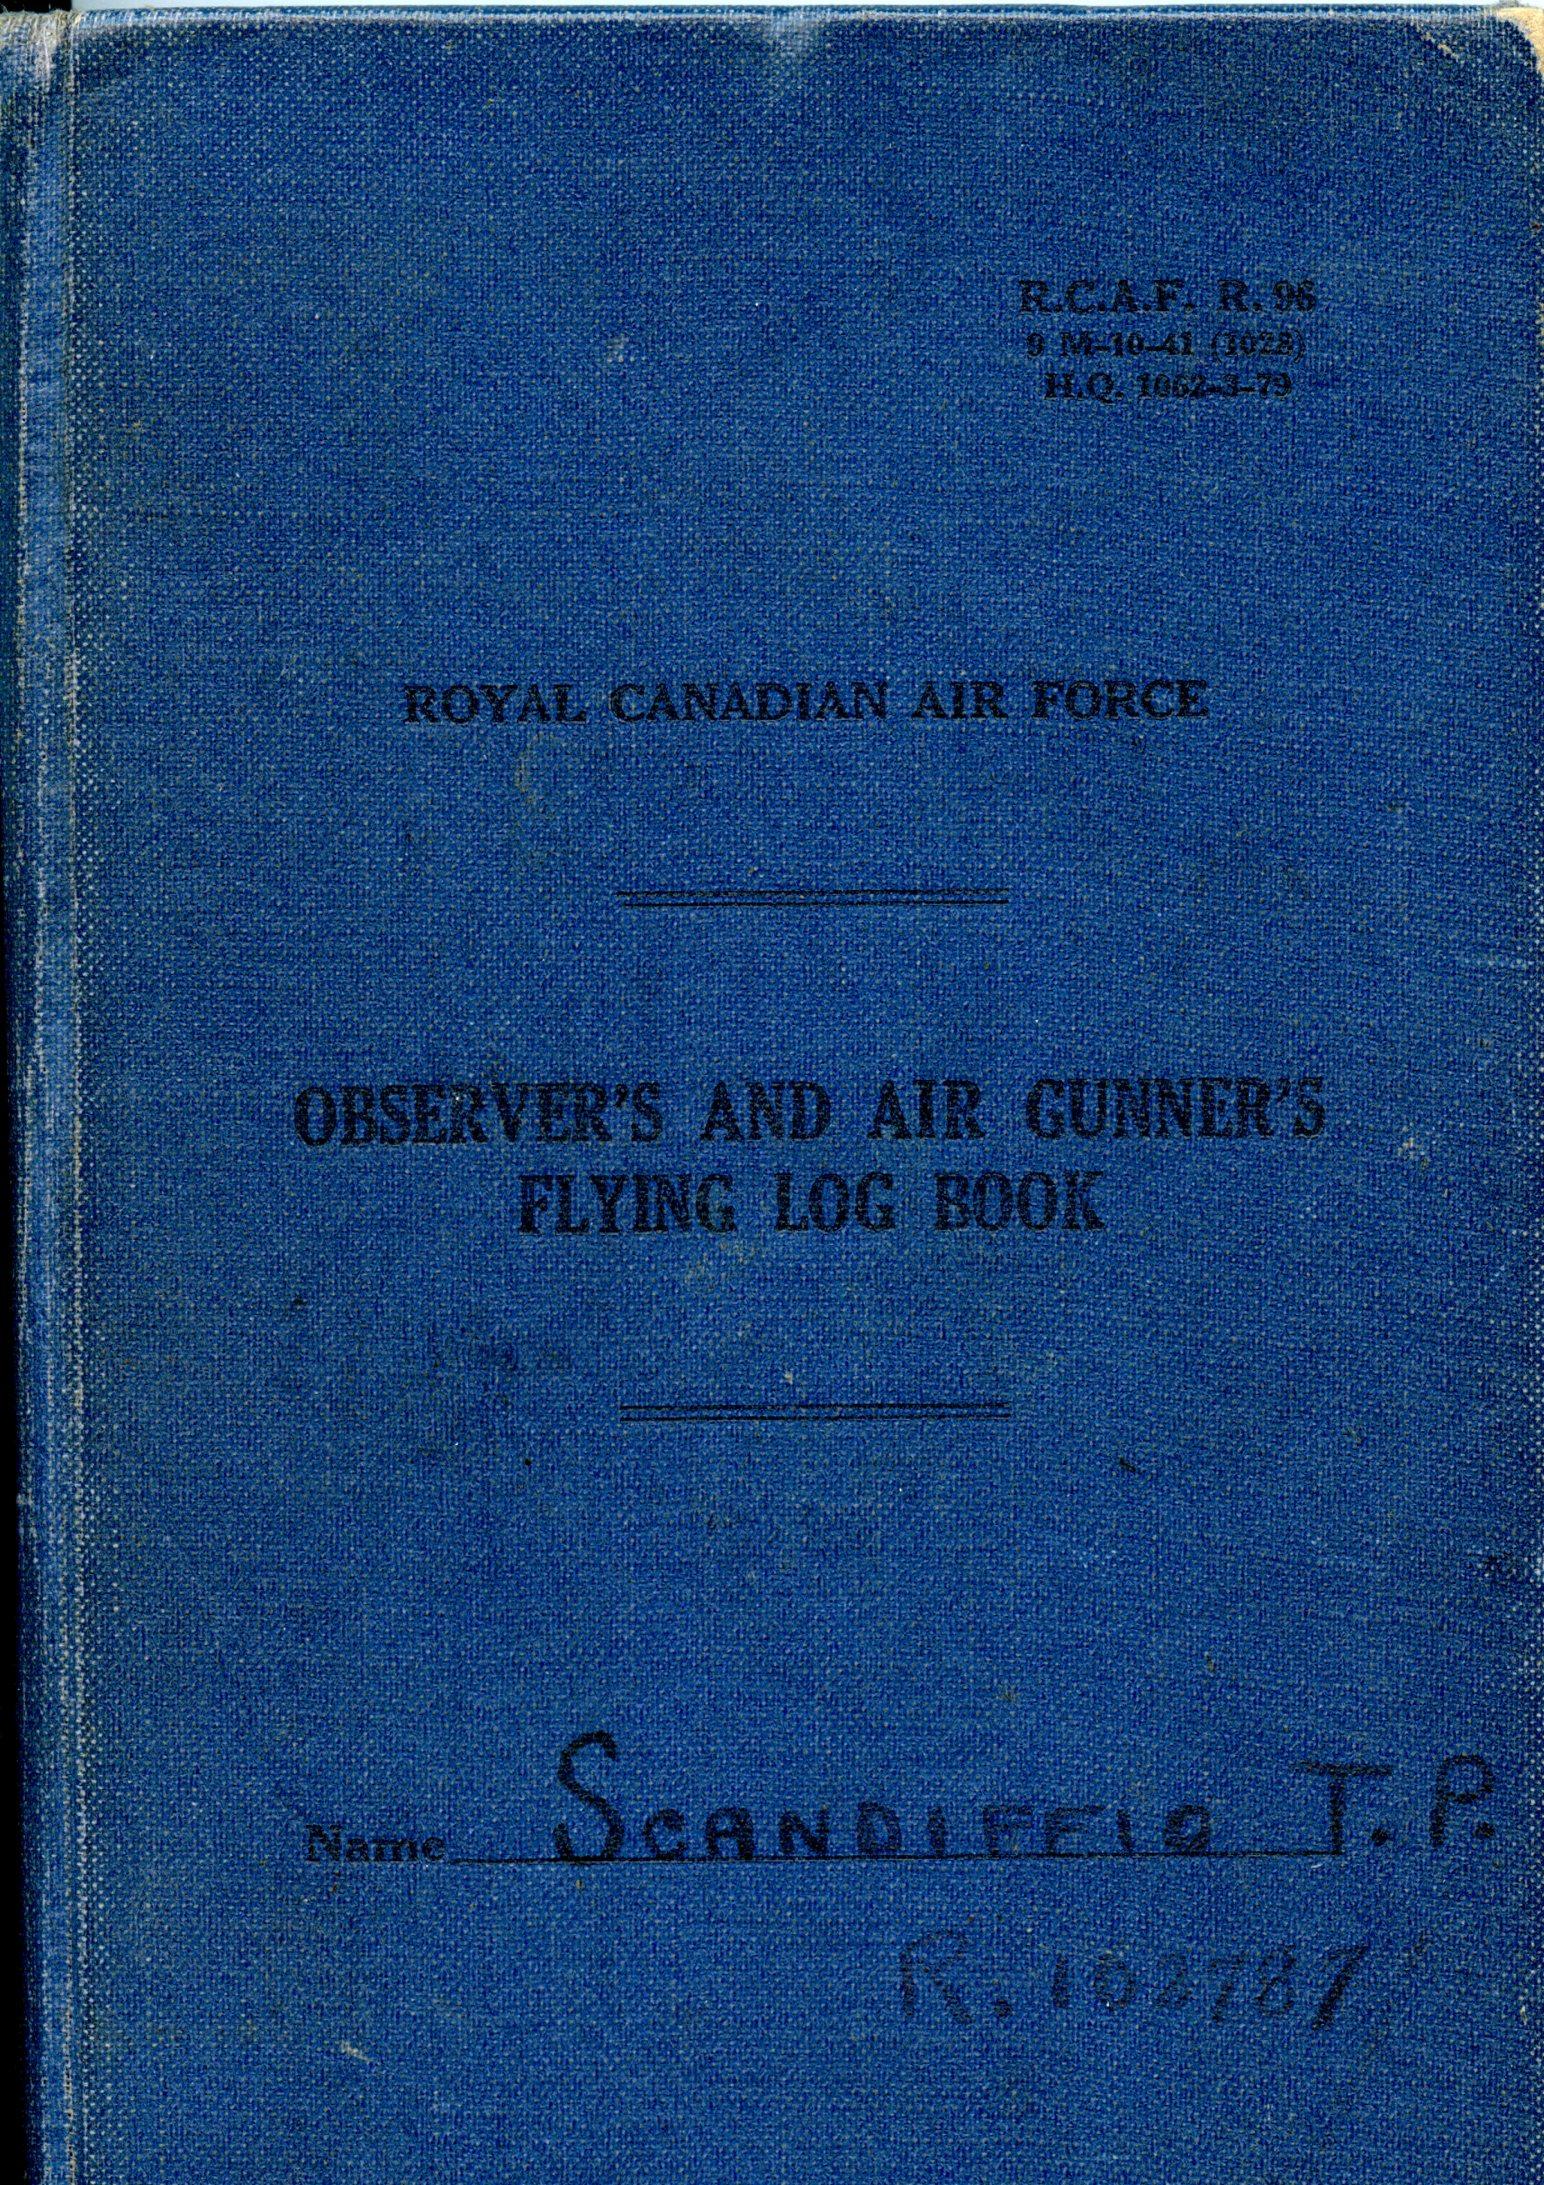 R.C.A.F. R. 96
9 M-10-41 (1028)
H.Q. 1062-3-79
ROYAL CANADIAN AIR FORCE
OBSERVER'S AND AIR GUNNER'S
FLYING LOG BOOK
Name SCANDIFFIO T.P.
R.102787